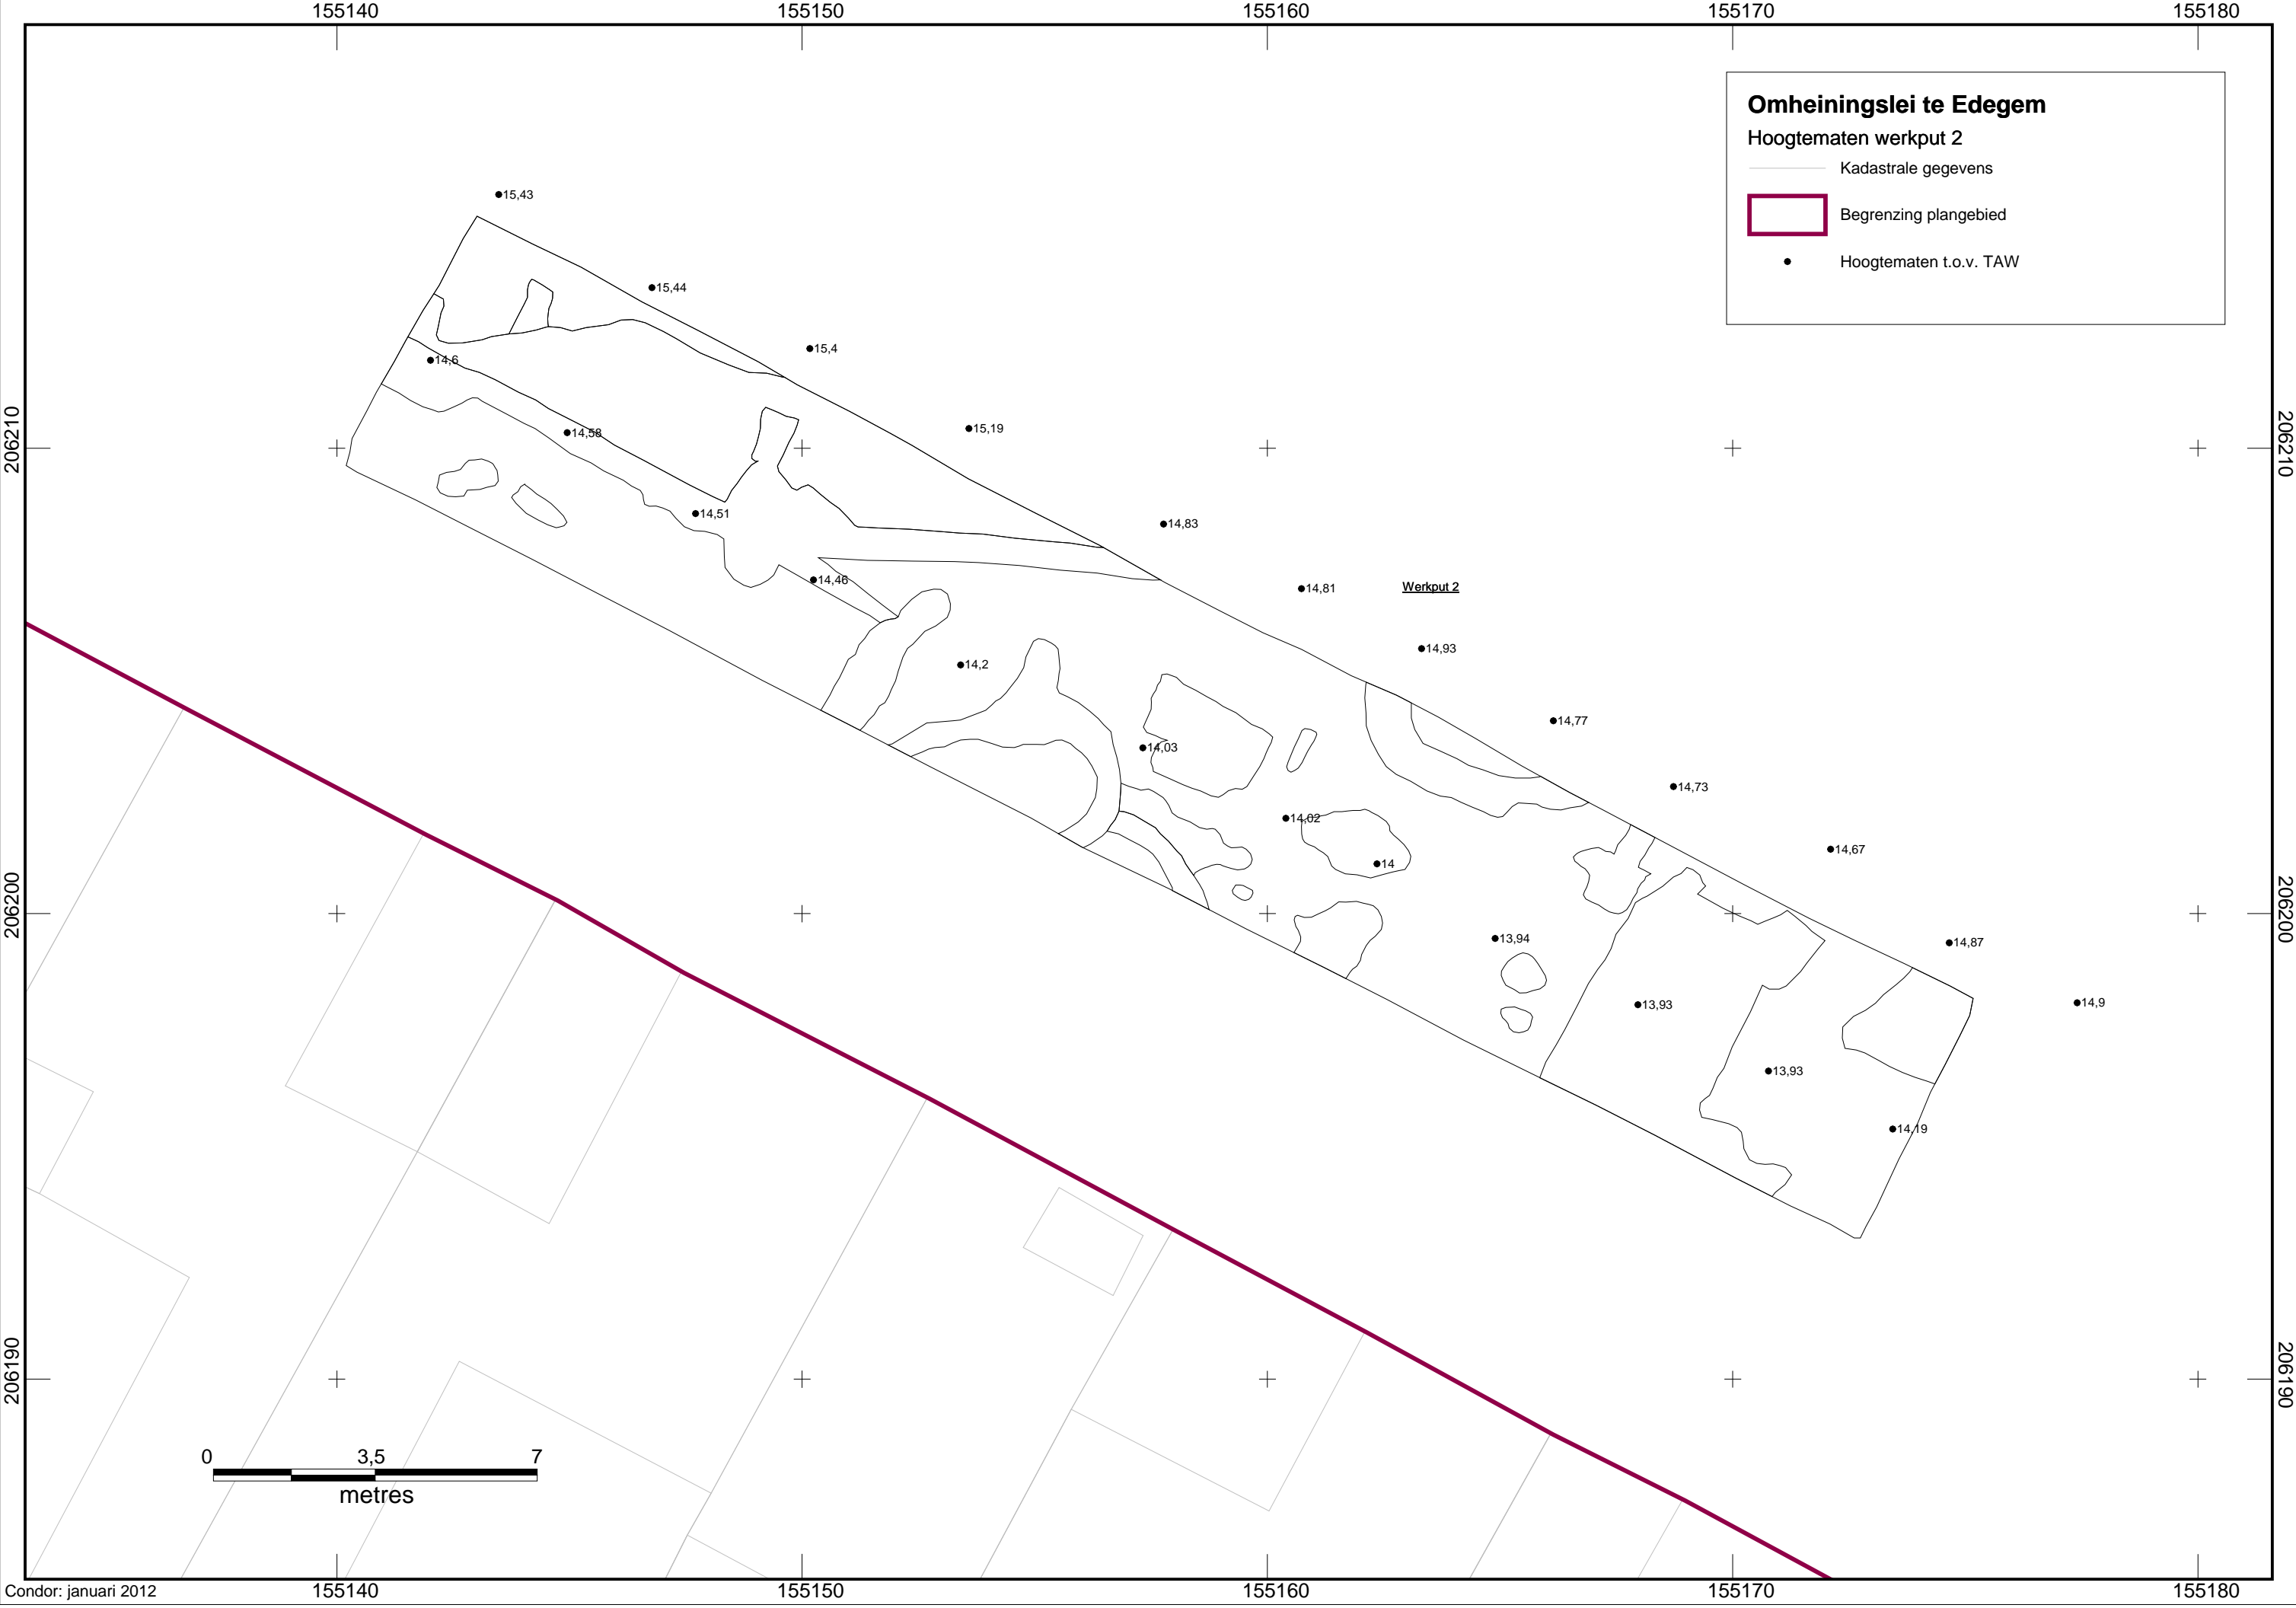 155140 155150 155160 155170 155180
Omheiningslei te Edegem
Hoogtematen werkput 2
Kadastrale gegevens
Begrenzing plangebied
Hoogtematen t.o.v. TAW
15,43
15,44
15,4
14,6
15,19
14,58
206210 206210
14,51
14,83
14,46
14,81
Werkput 2
14,93
14,2
14,77
14,03
14,73
14,02
14,67
14
206200 206200
13,94
14,87
13,93
14,9
13,93
14,19
206190 206190
0 3,5 7
metres
Condor: januari 2012
155140 155150 155160 155170 155180